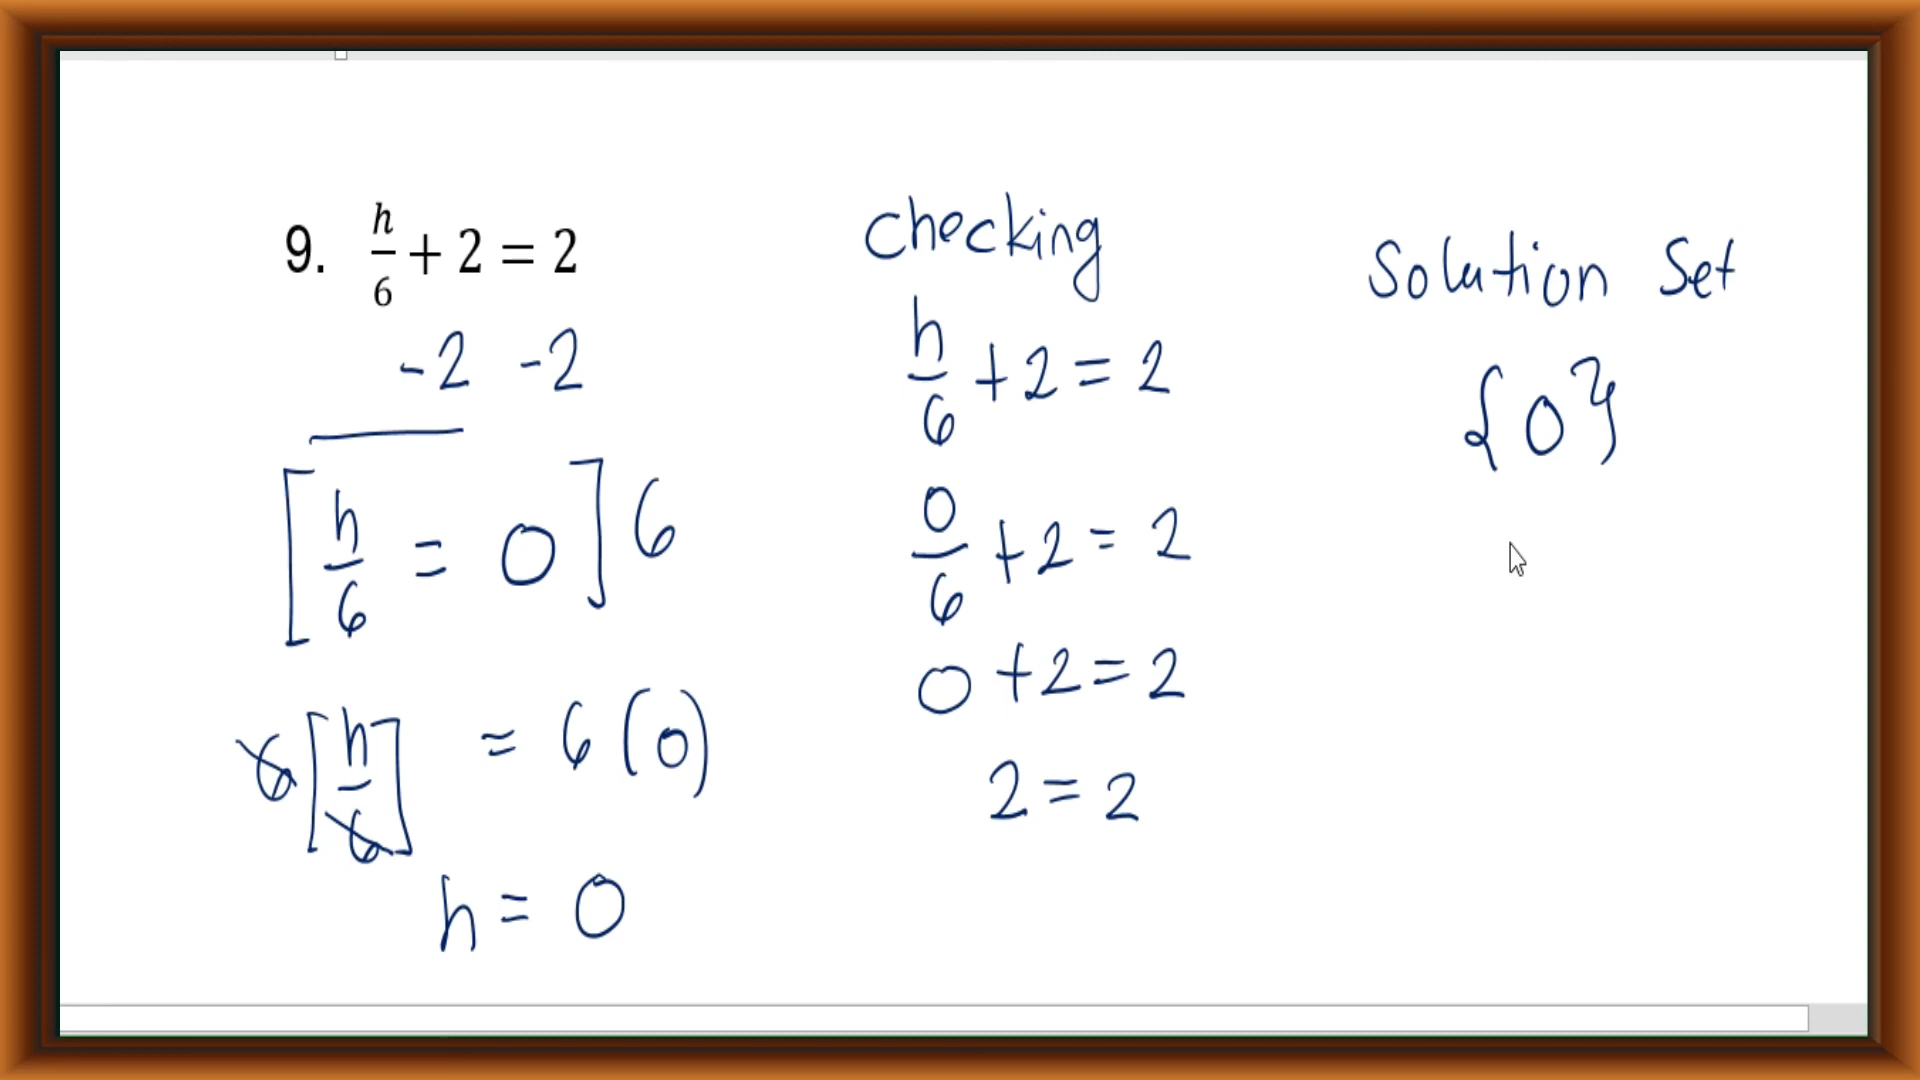 9. h/6 + 2 = 2
-2 -2
[h/6 = 0] 6
6[h/6] = 6(0)
h = 0
Checking
h/6 + 2 = 2
0/6 + 2 = 2
0 + 2 = 2
2 = 2
Solution Set
{0}